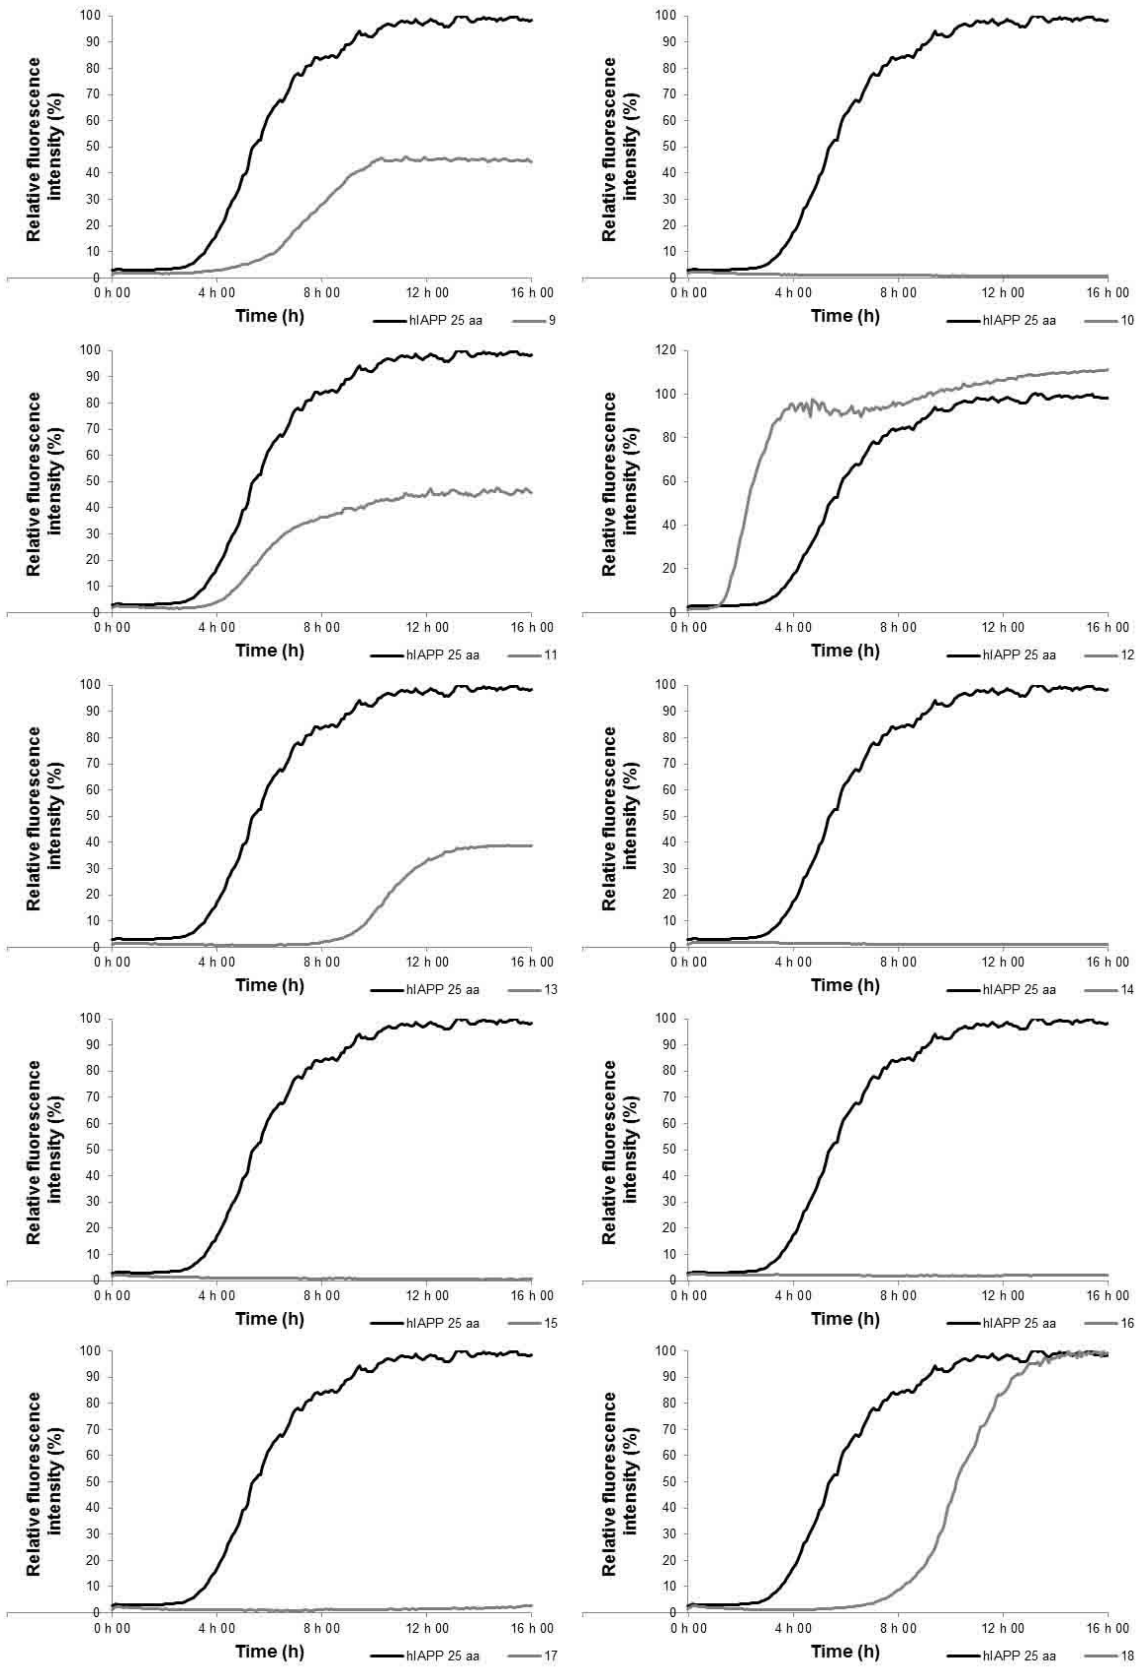 100
90
80
70
60
50
40
30
20
10
0
Relative fluorescence
intensity (%)
0 h 00 4 h 00 8 h 00 12 h 00 16 h 00
Time (h)
hIAPP 25 aa 9
100
90
80
70
60
50
40
30
20
10
0
Relative fluorescence
intensity (%)
0 h 00 4 h 00 8 h 00 12 h 00 16 h 00
Time (h)
hIAPP 25 aa 10
100
90
80
70
60
50
40
30
20
10
0
Relative fluorescence
intensity (%)
0 h 00 4 h 00 8 h 00 12 h 00 16 h 00
Time (h)
hIAPP 25 aa 11
120
100
80
60
40
20
0
Relative fluorescence
intensity (%)
0 h 00 4 h 00 8 h 00 12 h 00 16 h 00
Time (h)
hIAPP 25 aa 12
100
90
80
70
60
50
40
30
20
10
0
Relative fluorescence
intensity (%)
0 h 00 4 h 00 8 h 00 12 h 00 16 h 00
Time (h)
hIAPP 25 aa 13
100
90
80
70
60
50
40
30
20
10
0
Relative fluorescence
intensity (%)
0 h 00 4 h 00 8 h 00 12 h 00 16 h 00
Time (h)
hIAPP 25 aa 14
100
90
80
70
60
50
40
30
20
10
0
Relative fluorescence
intensity (%)
0 h 00 4 h 00 8 h 00 12 h 00 16 h 00
Time (h)
hIAPP 25 aa 15
100
90
80
70
60
50
40
30
20
10
0
Relative fluorescence
intensity (%)
0 h 00 4 h 00 8 h 00 12 h 00 16 h 00
Time (h)
hIAPP 25 aa 16
100
90
80
70
60
50
40
30
20
10
0
Relative fluorescence
intensity (%)
0 h 00 4 h 00 8 h 00 12 h 00 16 h 00
Time (h)
hIAPP 25 aa 17
100
90
80
70
60
50
40
30
20
10
0
Relative fluorescence
intensity (%)
0 h 00 4 h 00 8 h 00 12 h 00 16 h 00
Time (h)
hIAPP 25 aa 18